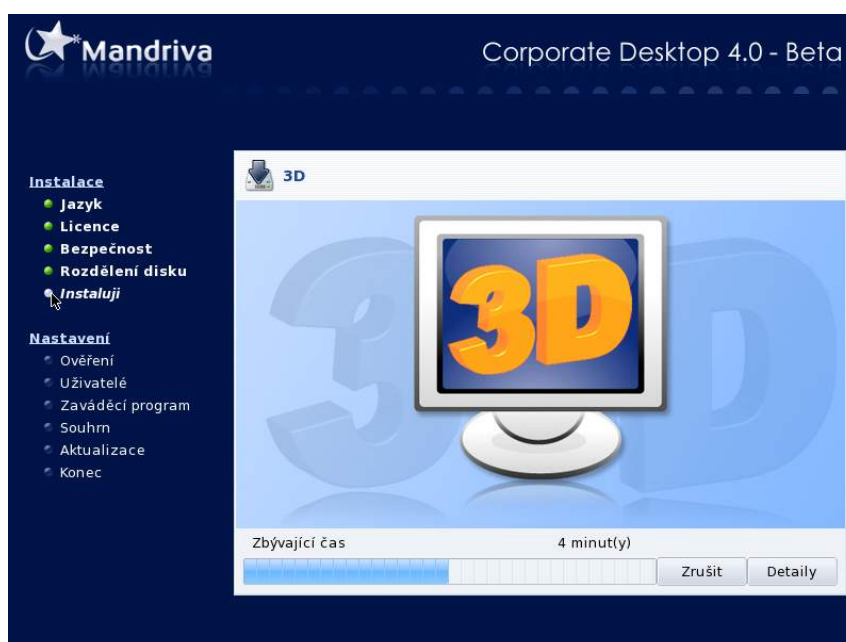 Mandriva
Corporate Desktop 4.0 - Beta
Instalace
Jazyk
Licence
Bezpečnost
Rozdělení disku
Instaluji
Nastavení
Ověření
Uživatelé
Zaváděcí program
Souhrn
Aktualizace
Konec
3D
3D
3D
Zbývající čas 4 minut(y)
Zrušit Detaily